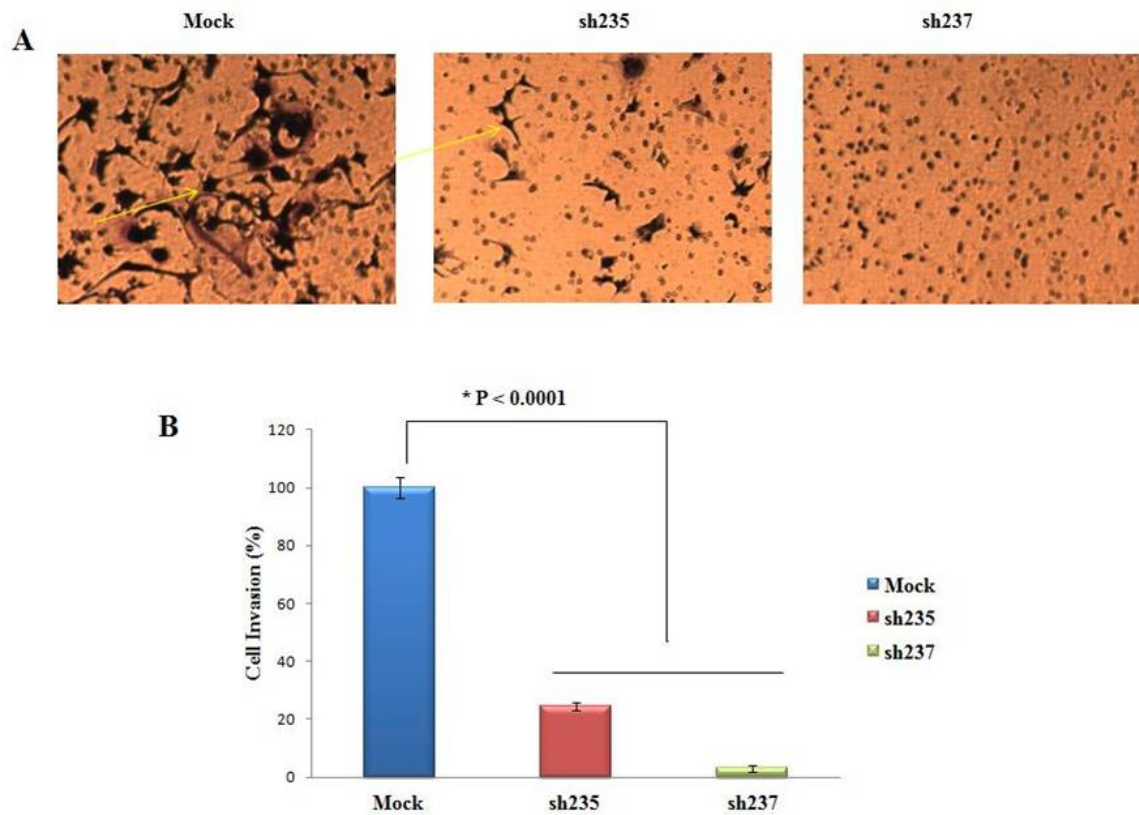 Mock sh235 sh237
A
* P < 0.0001
B
Cell Invasion (%)
120
100
80
60
40
20
0
Mock
sh235
sh237
Mock sh235 sh237